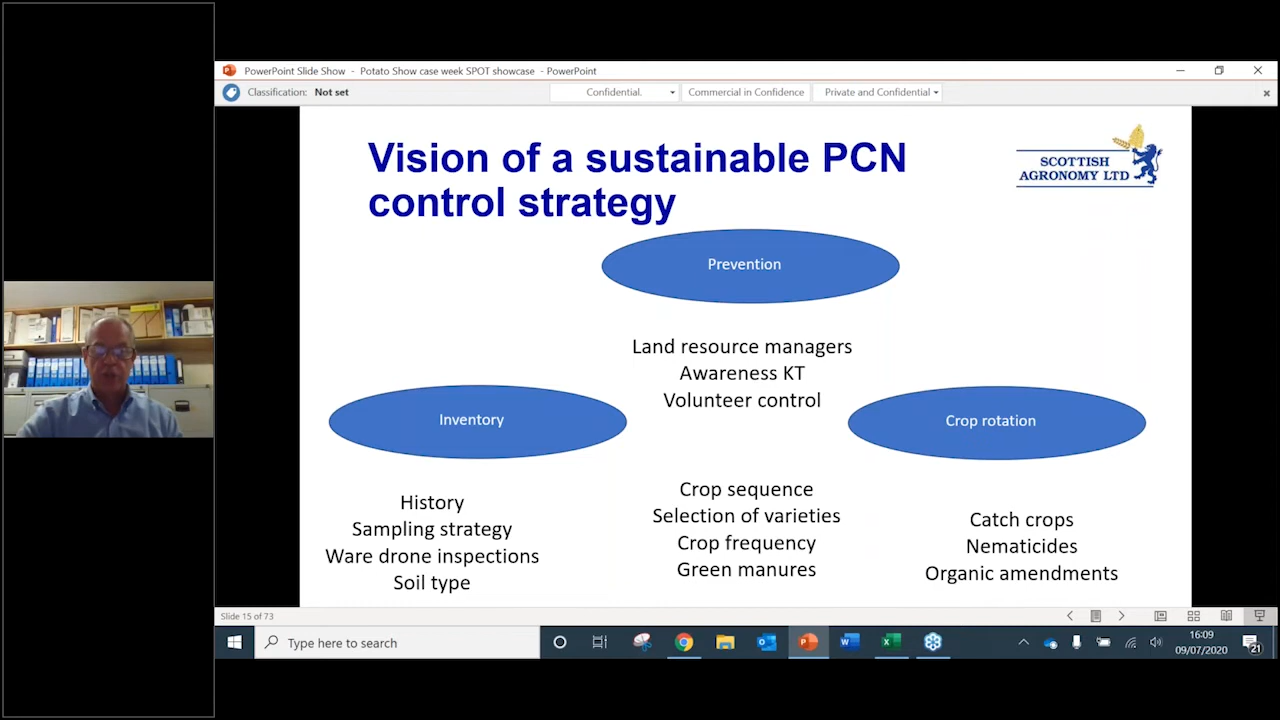 PowerPoint Slide Show - Potato Show case week SPOT showcase - PowerPoint
Classification: Not set
Confidential.
Commercial in Confidence
Private and Confidential
Vision of a sustainable PCN
control strategy
SCOTTISH
AGRONOMY LTD
Prevention
Land resource managers
Awareness KT
Volunteer control
Inventory
Crop rotation
History
Sampling strategy
Ware drone inspections
Soil type
Crop sequence
Selection of varieties
Crop frequency
Green manures
Catch crops
Nematicides
Organic amendments
Slide 15 of 73
Type here to search
16:09
09/07/2020
21